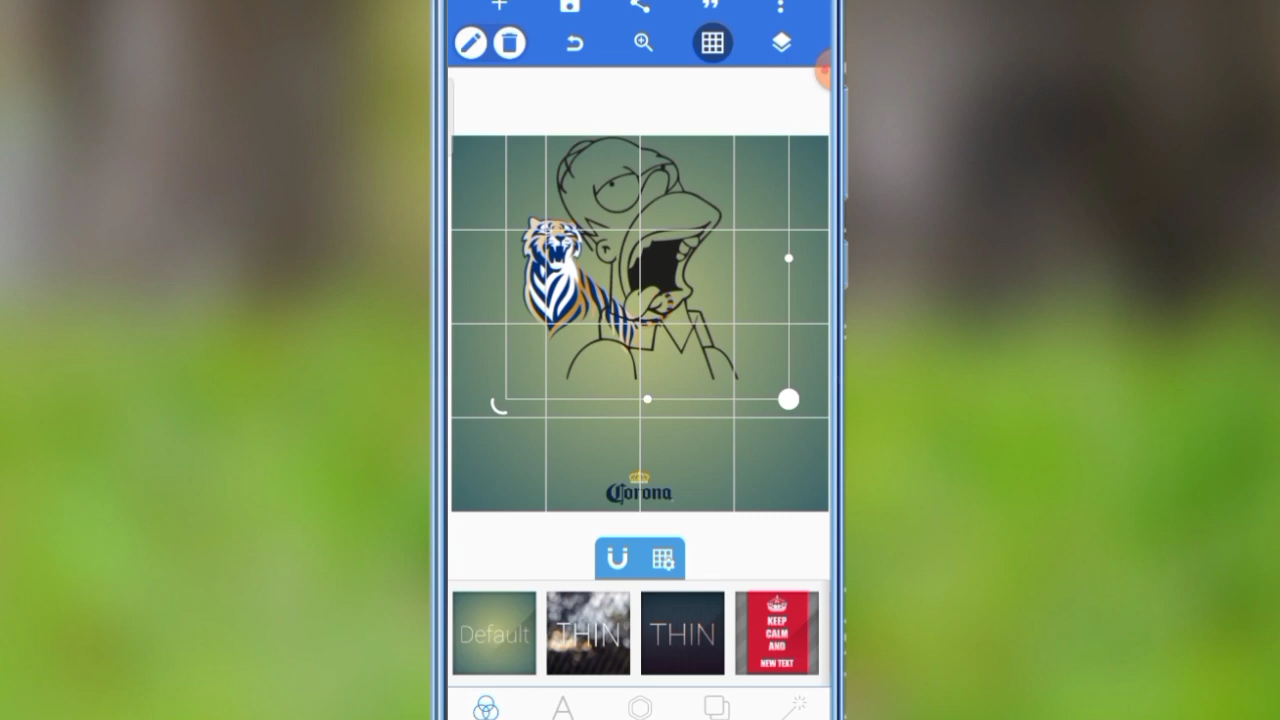 Corona
Default
THIN
THIN
KEEP
CALM
AND
NEW TEXT